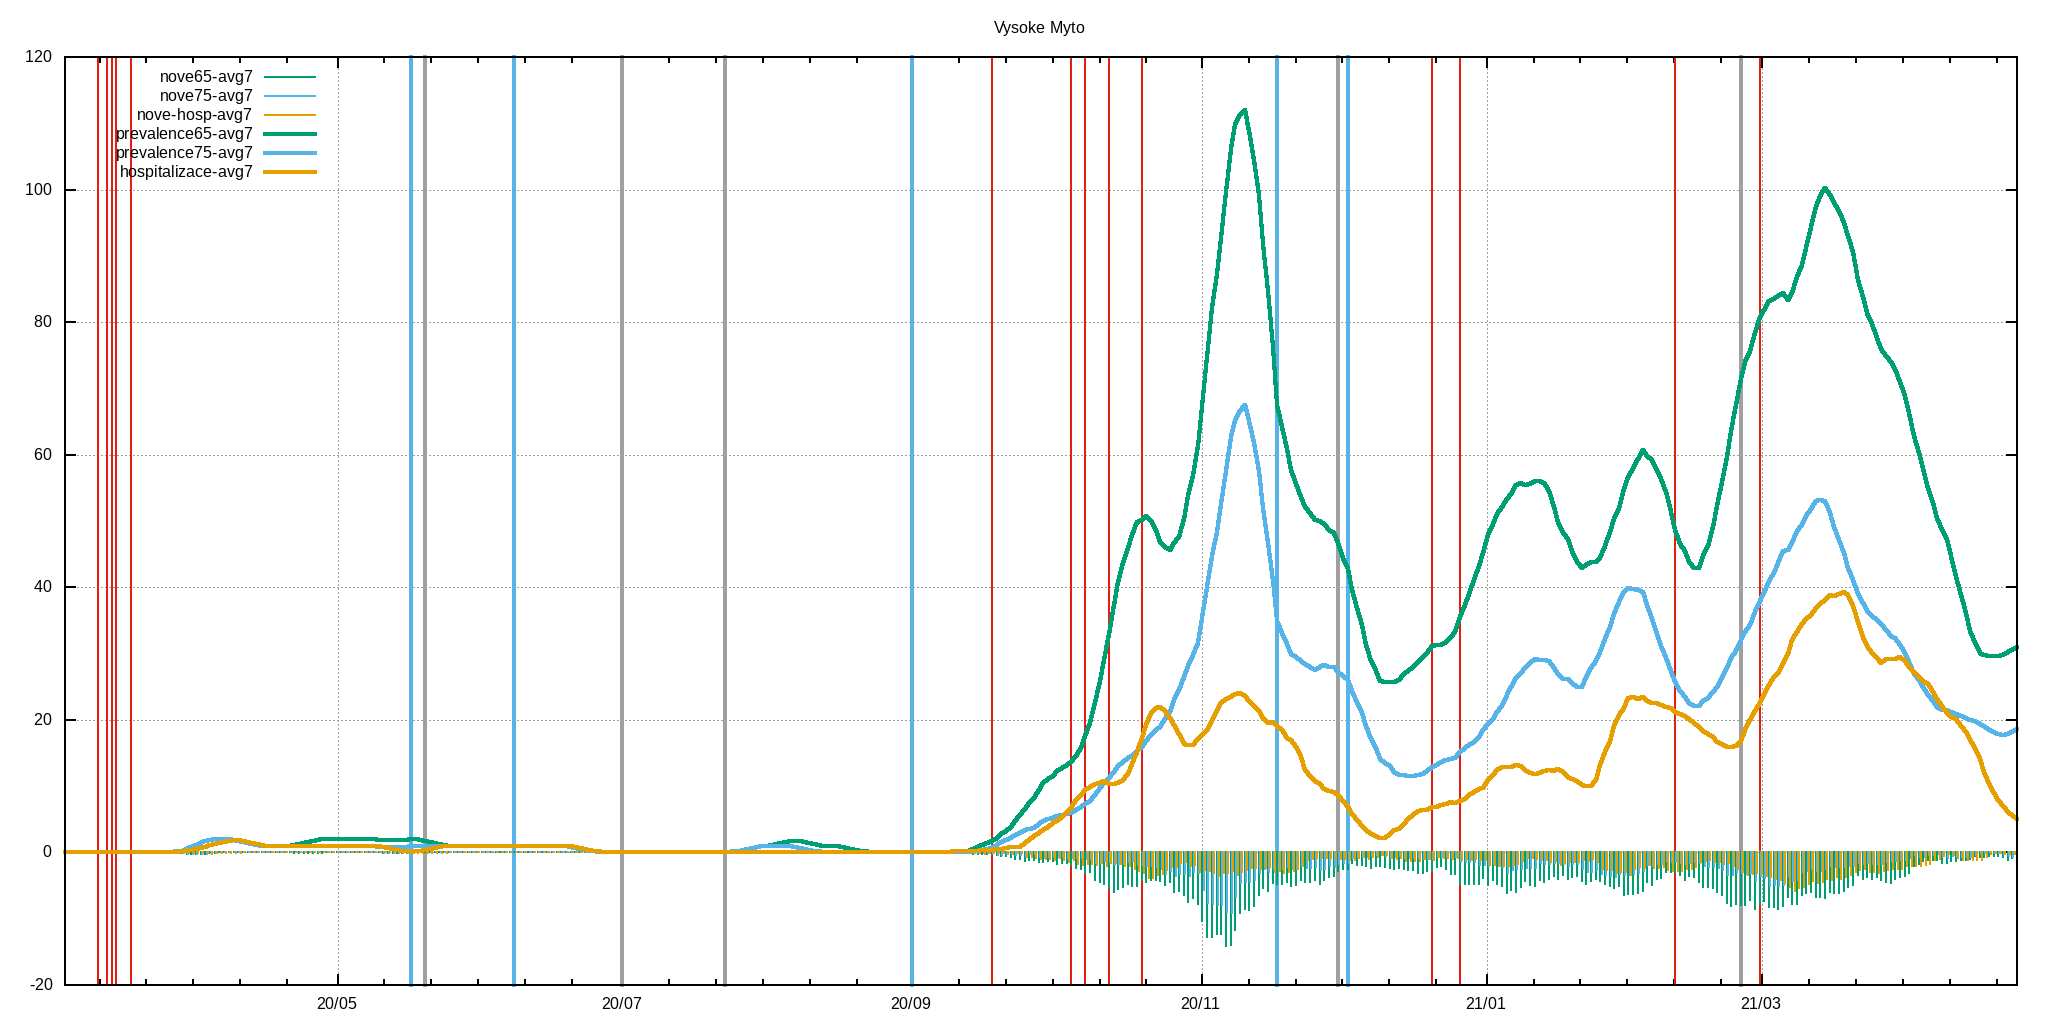 Vysoke Myto
120
100
80
60
40
20
0
-20
nove65-avg7
nove75-avg7
nove-hosp-avg7
prevalence65-avg7
prevalence75-avg7
hospitalizace-avg7
20/05 20/07 20/09 20/11 21/01 21/03